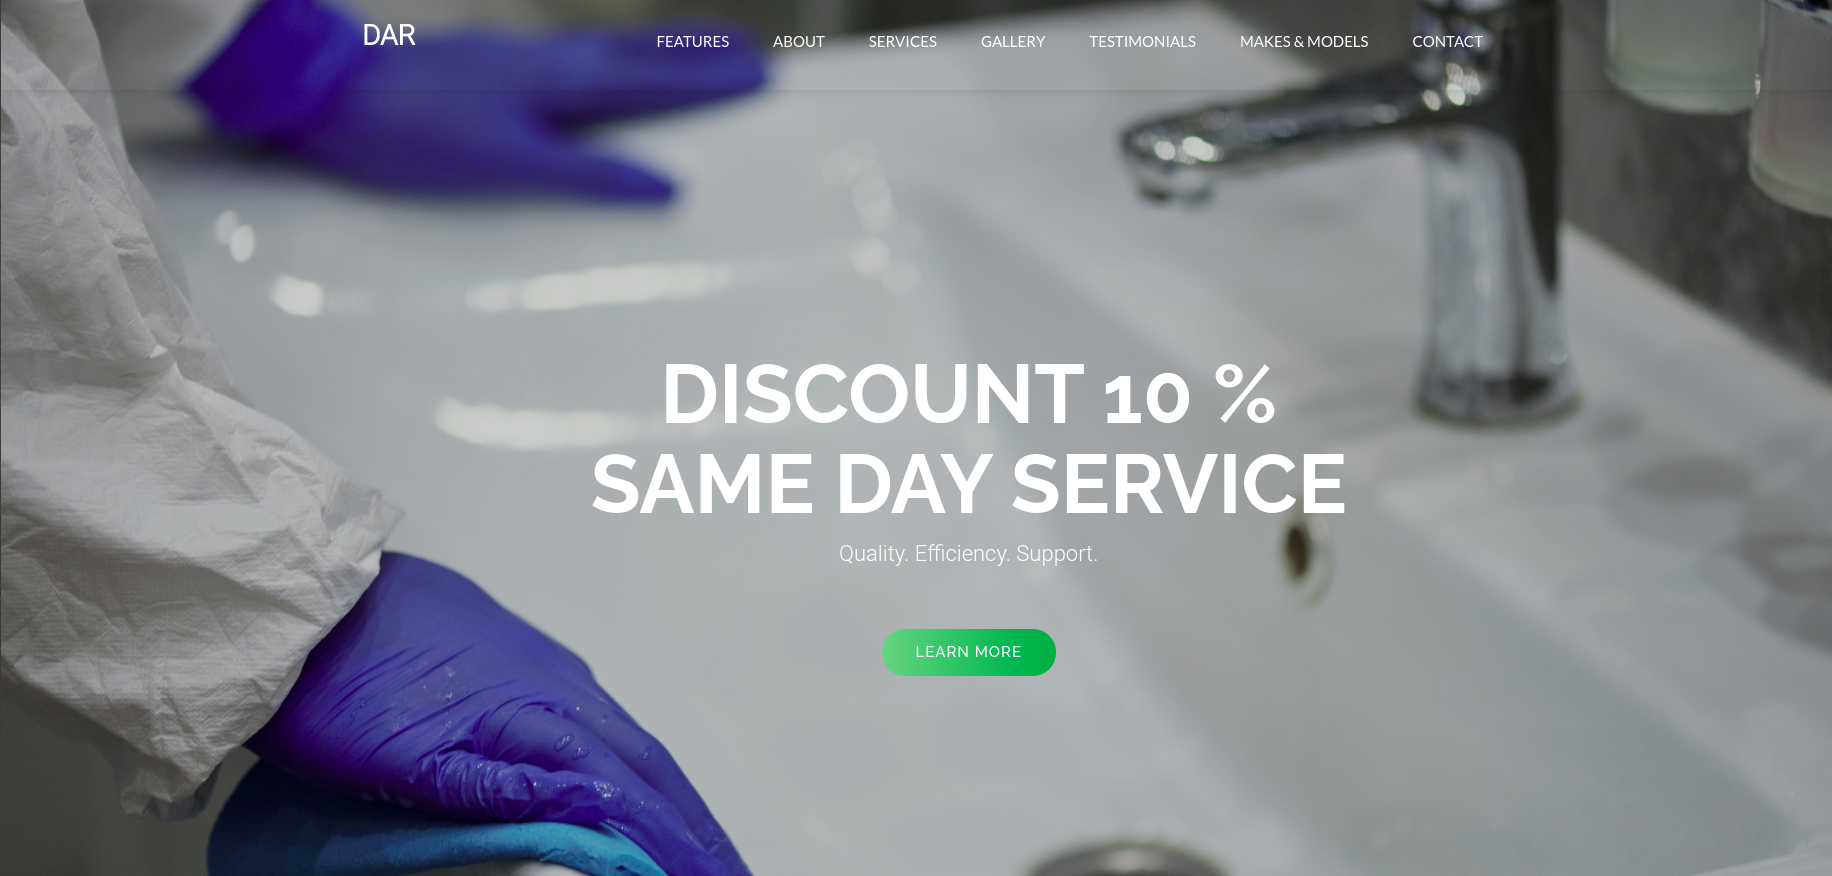 DAR
FEATURES ABOUT SERVICES GALLERY TESTIMONIALS MAKES & MODELS CONTACT
DISCOUNT 10 %
SAME DAY SERVICE
Quality. Efficiency. Support.
LEARN MORE